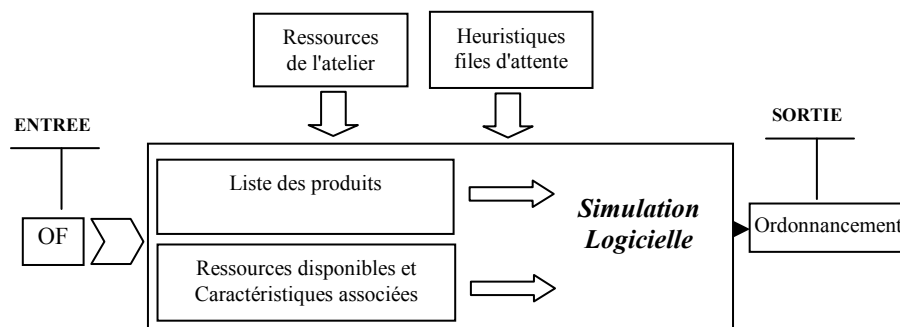 Ressources
de l'atelier
Heuristiques
files d'attente
ENTREE
SORTIE
Liste des produits
Simulation
Logicielle
OF
Ordonnancement
Ressources disponibles et
Caractéristiques associées